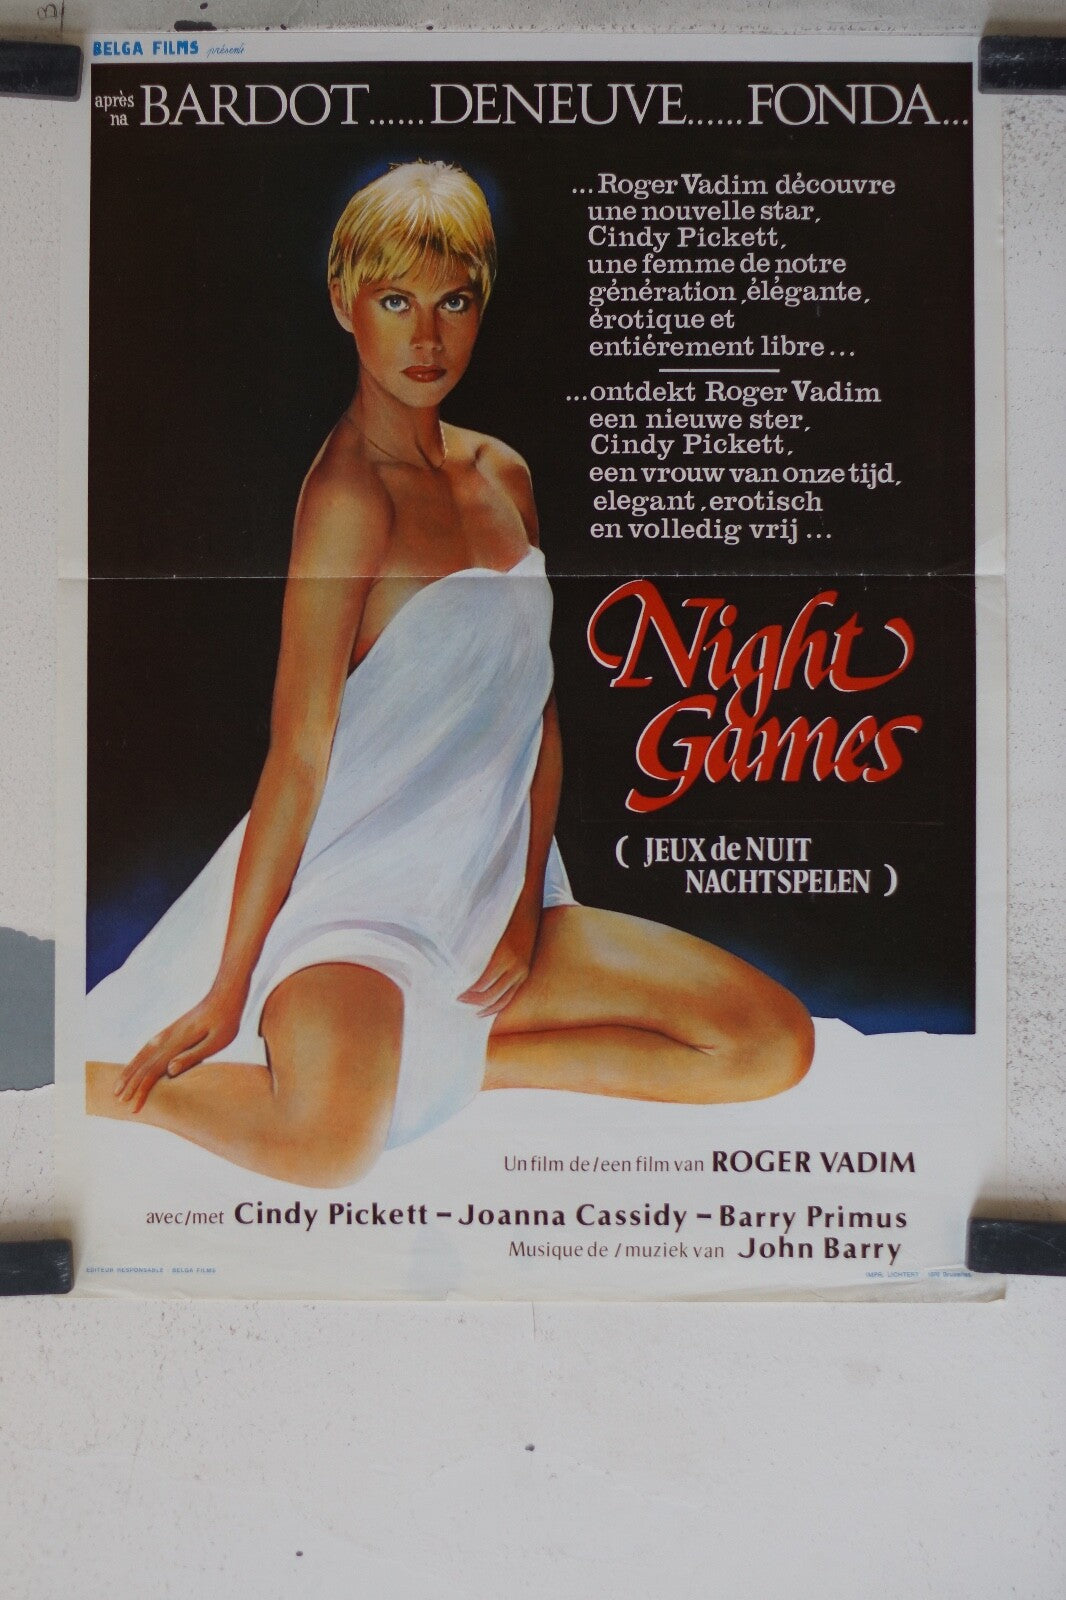 BELGA FILMS présente
après
na BARDOT......DENEUVE......FONDA...
...Roger Vadim découvre
une nouvelle star,
Cindy Pickett,
une femme de notre
génération, élégante,
érotique et
entiérement libre...
...ontdekt Roger Vadim
een nieuwe ster,
Cindy Pickett,
een vrouw van onze tijd,
elegant, erotisch
en volledig vrij...
Night
Games
( JEUX de NUIT
NACHTSPELEN )
Un film de/een film van ROGER VADIM
avec/met Cindy Pickett – Joanna Cassidy – Barry Primus
Musique de /muziek van John Barry
EDITEUR RESPONSABLE BELGA FILMS
IMPR. LICHTERT 1070 Bruxelles